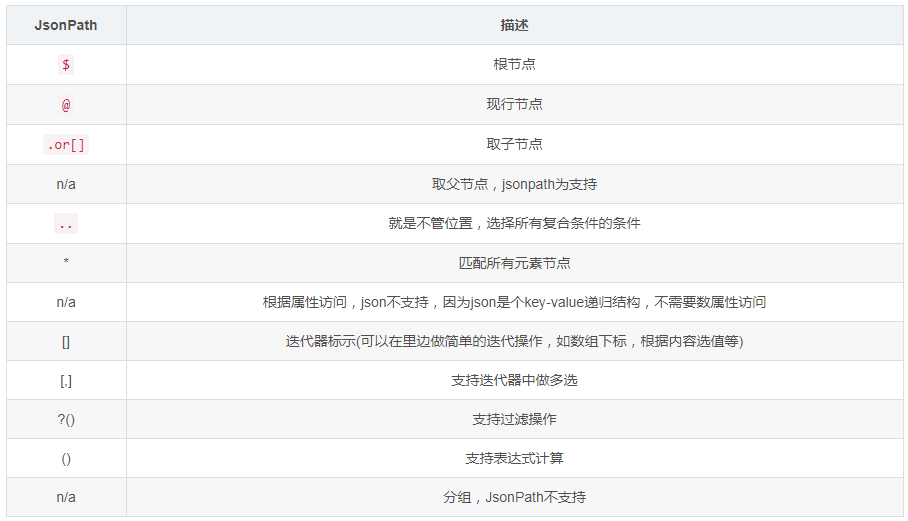 JsonPath 描述
$ 根节点
@ 现行节点
.or[] 取子节点
n/a 取父节点，jsonpath为支持
.. 就是不管位置，选择所有复合条件的条件
* 匹配所有元素节点
n/a 根据属性访问，json不支持，因为json是个key-value递归结构，不需要数属性访问
[] 迭代器标示(可以在里边做简单的迭代操作，如数组下标，根据内容选值等)
[,] 支持迭代器中做多选
?() 支持过滤操作
() 支持表达式计算
n/a 分组，JsonPath不支持